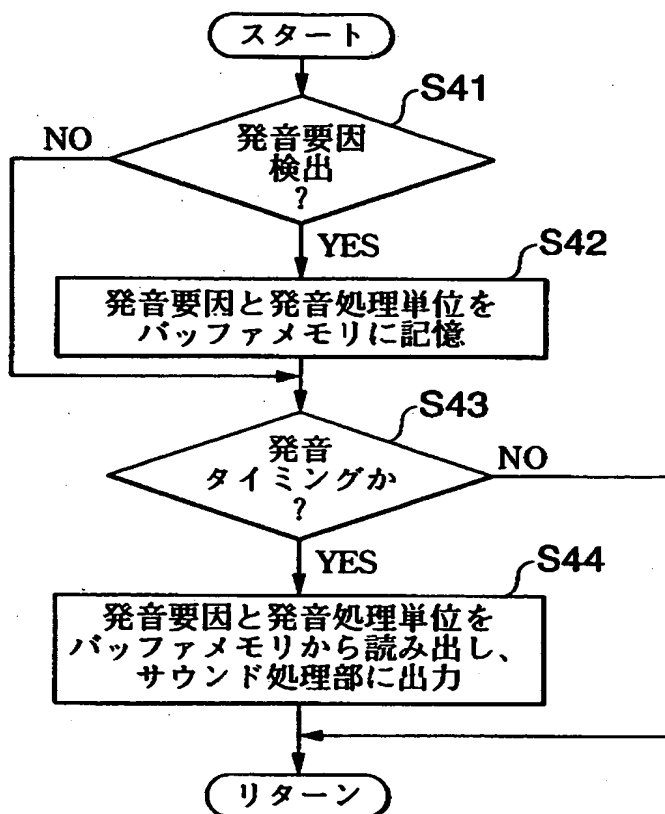 スタート
S41
発音要因
検出
?
NO
YES
S42
発音要因と発音処理単位を
バッファメモリに記憶
S43
発音
タイミングか
?
NO
YES
S44
発音要因と発音処理単位を
バッファメモリから読み出し、
サウンド処理部に出力
リターン